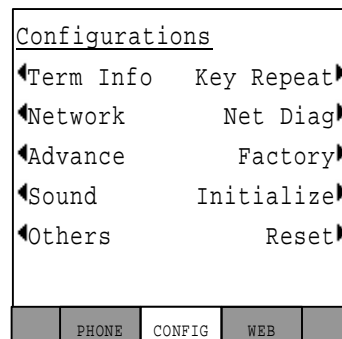 Configurations
Term Info Key Repeat
Network Net Diag
Advance Factory
Sound Initialize
Others Reset
PHONE CONFIG WEB